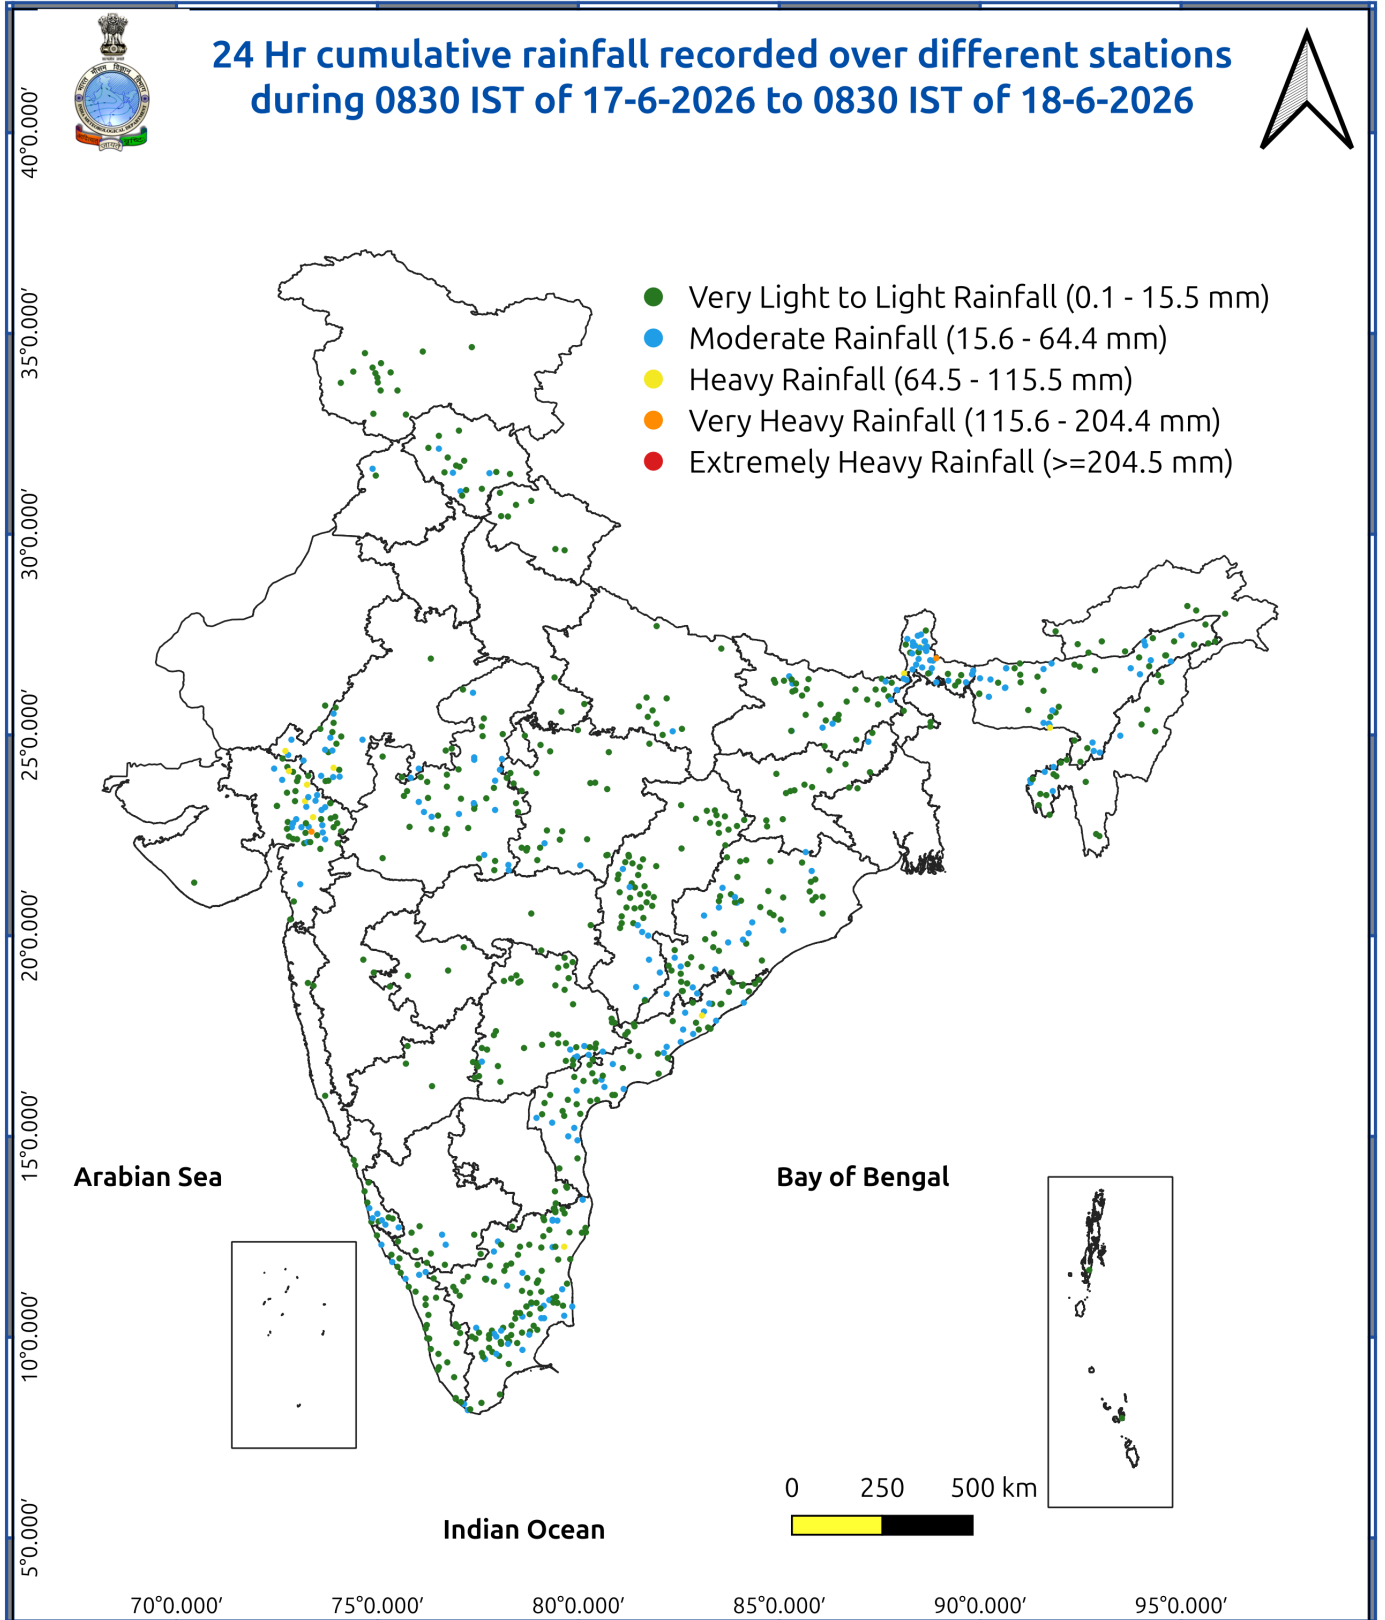 24 Hr cumulative rainfall recorded over different stations
during 0830 IST of 17-6-2026 to 0830 IST of 18-6-2026
Very Light to Light Rainfall (0.1 - 15.5 mm)
Moderate Rainfall (15.6 - 64.4 mm)
Heavy Rainfall (64.5 - 115.5 mm)
Very Heavy Rainfall (115.6 - 204.4 mm)
Extremely Heavy Rainfall (>=204.5 mm)
40°0.000′
35°0.000′
30°0.000′
25°0.000′
20°0.000′
15°0.000′
10°0.000′
5°0.000′
Arabian Sea
Bay of Bengal
Indian Ocean
0 250 500 km
70°0.000′ 75°0.000′ 80°0.000′ 85°0.000′ 90°0.000′ 95°0.000′